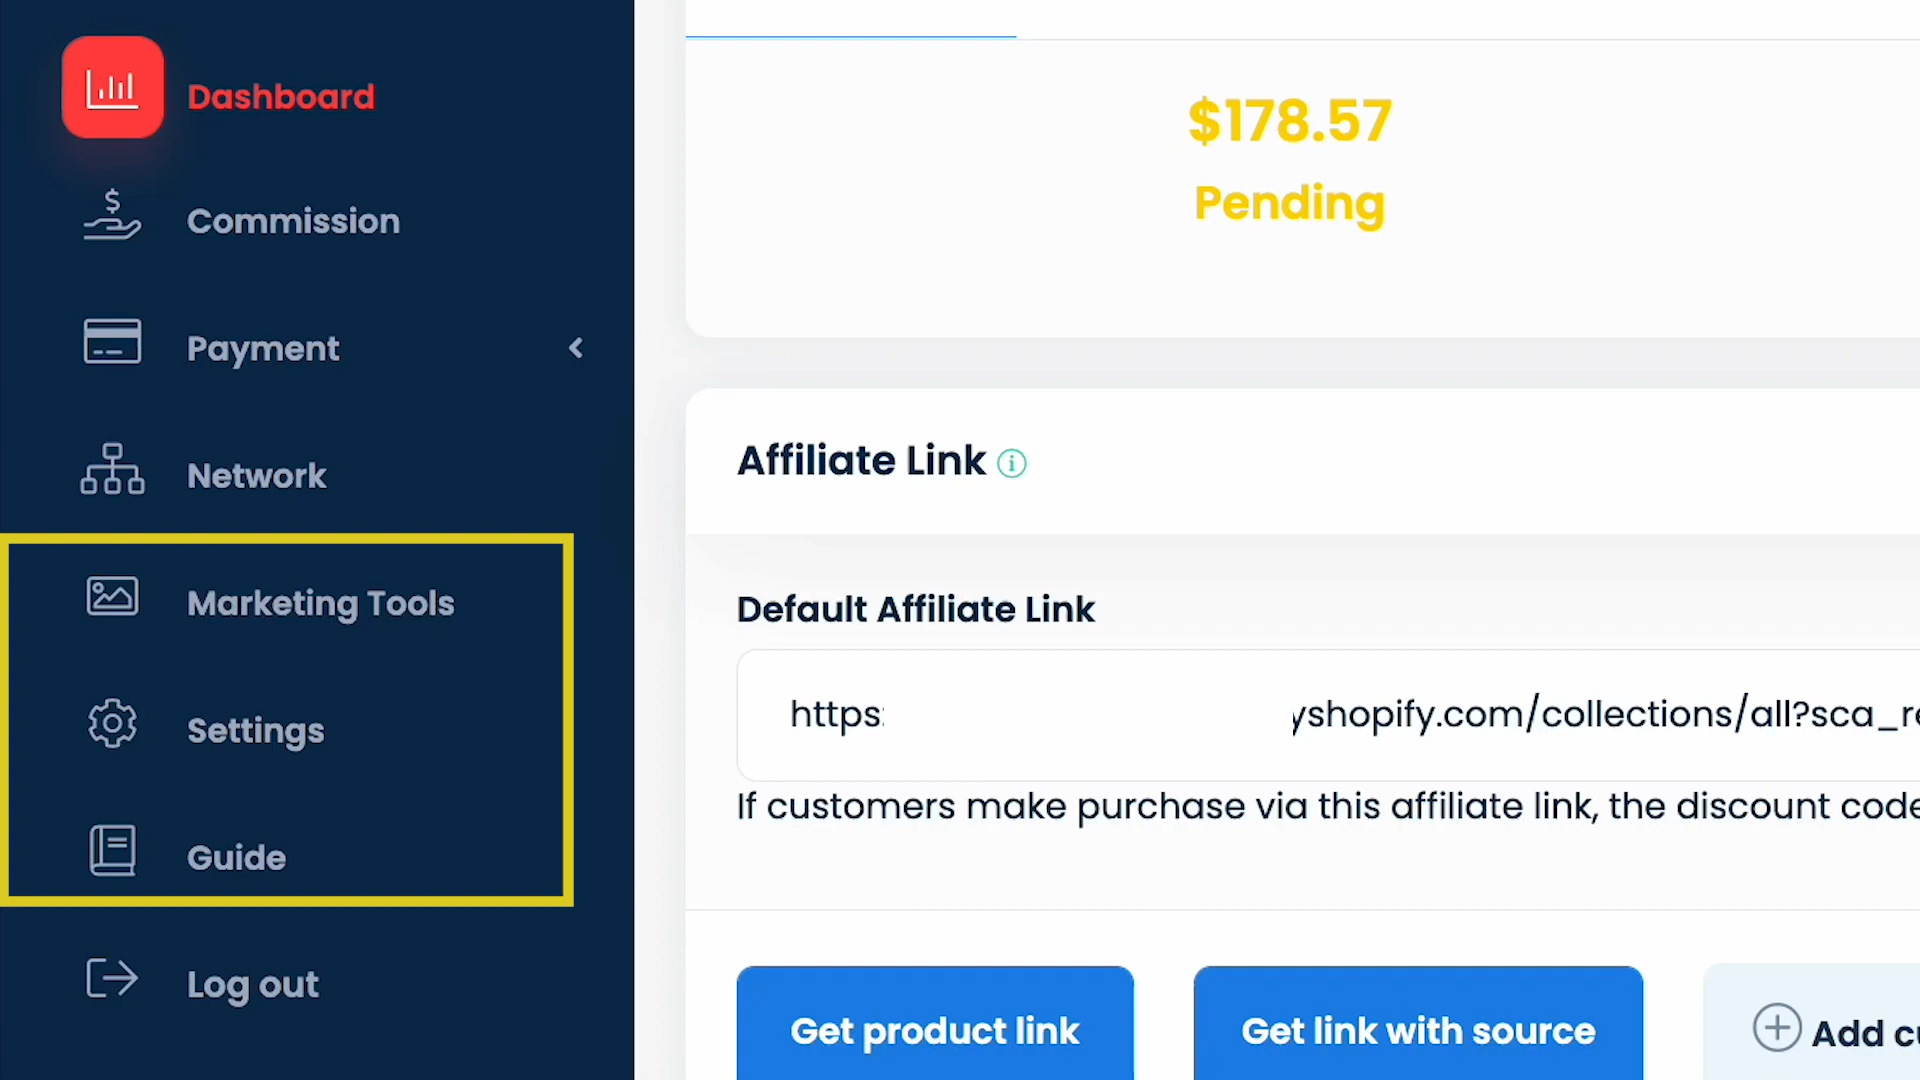 Dashboard
Commission
Payment
Network
Marketing Tools
Settings
Guide
Log out
$178.57
Pending
Affiliate Link
Default Affiliate Link
https: yshopify.com/collections/all?sca_re
If customers make purchase via this affiliate link, the discount code
Get product link
Get link with source
Add cu